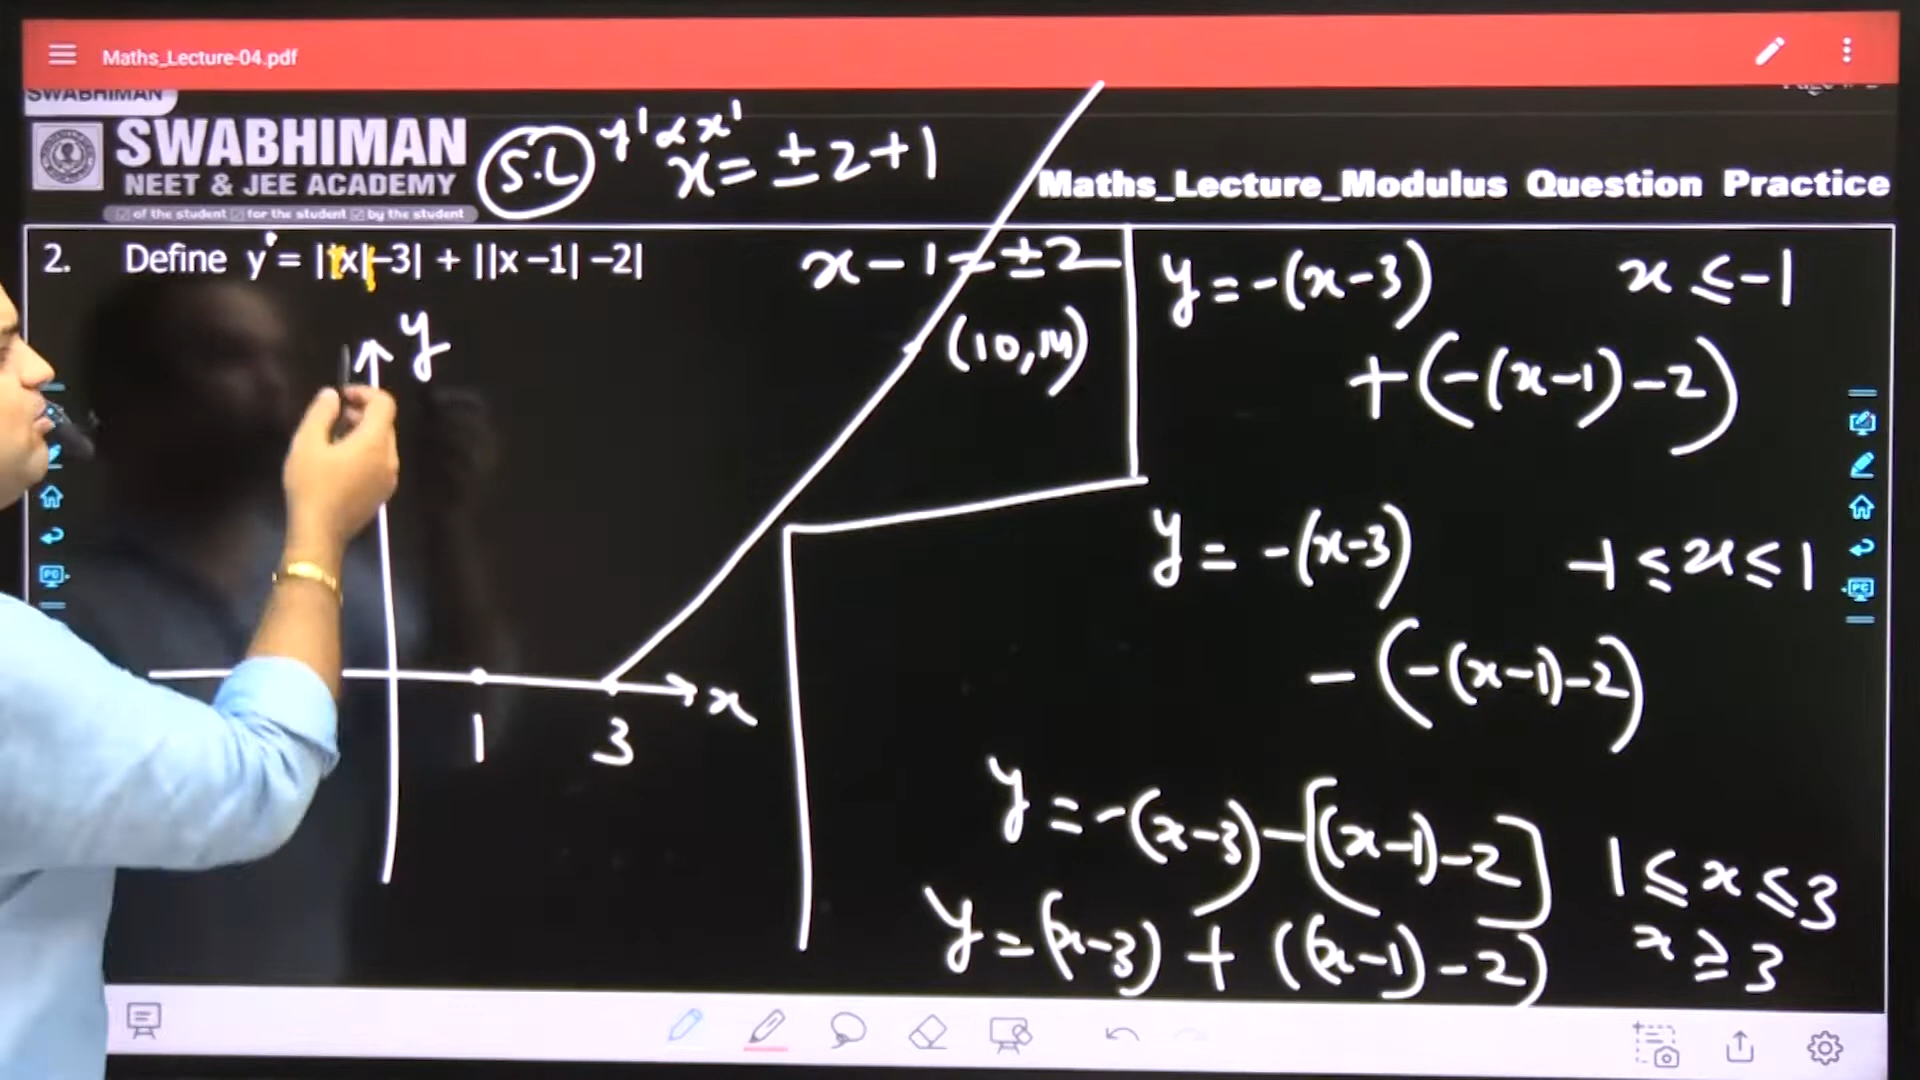 Maths_Lecture-04.pdf
SWABHIMAN
SWABHIMAN
NEET & JEE ACADEMY
of the student for the student by the student
S.L y' α x'
x = ± 2 + 1
Maths_Lecture_Modulus Question Practice
2. Define y = ||x|-3| + ||x-1|-2|
x - 1 = ± 2
(10,14)
y
x
1
3
y = -(x-3) x ≤ -1
+(-(x-1)-2)
y = -(x-3) -1 ≤ x ≤ 1
-(-(x-1)-2)
y = -(x-3)-[(x-1)-2] 1 ≤ x ≤ 3
y = (x-3) + ((x-1)-2) x ≥ 3
PC
PC